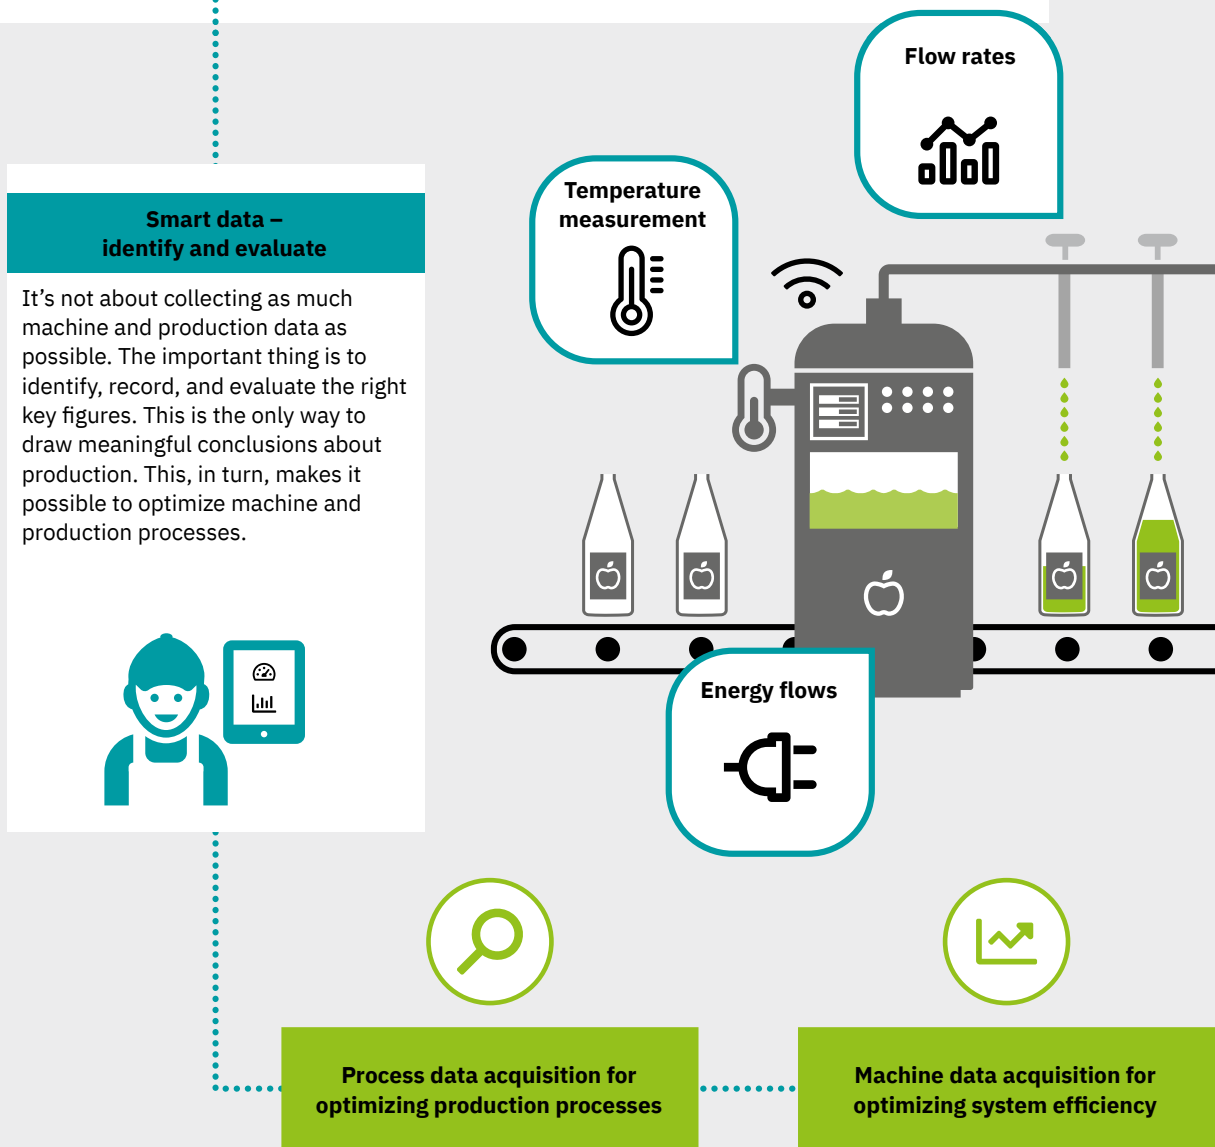 Flow rates
Temperature
measurement
Smart data –
identify and evaluate
It’s not about collecting as much
machine and production data as
possible. The important thing is to
identify, record, and evaluate the right
key figures. This is the only way to
draw meaningful conclusions about
production. This, in turn, makes it
possible to optimize machine and
production processes.
Energy flows
Process data acquisition for
optimizing production processes
Machine data acquisition for
optimizing system efficiency